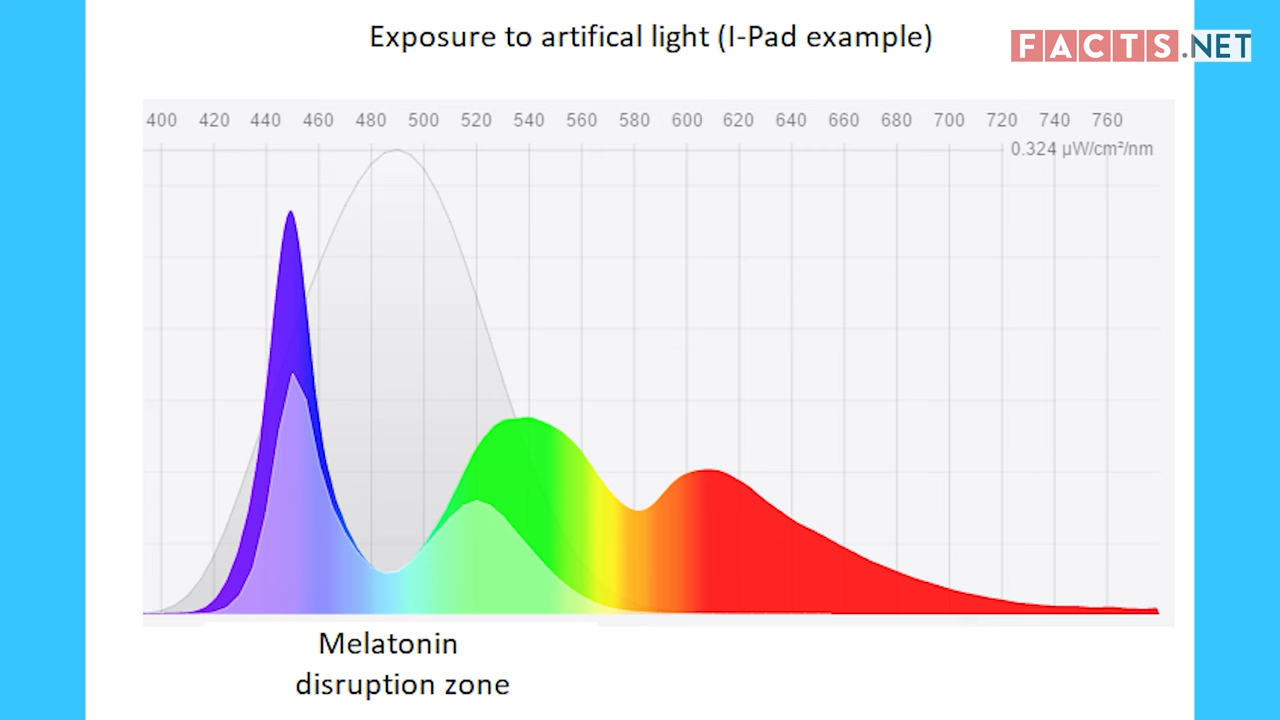 Exposure to artifical light (I-Pad example)
FACTS.NET
400 420 440 460 480 500 520 540 560 580 600 620 640 660 680 700 720 740 760
0.324 µW/cm²/nm
Melatonin
disruption zone